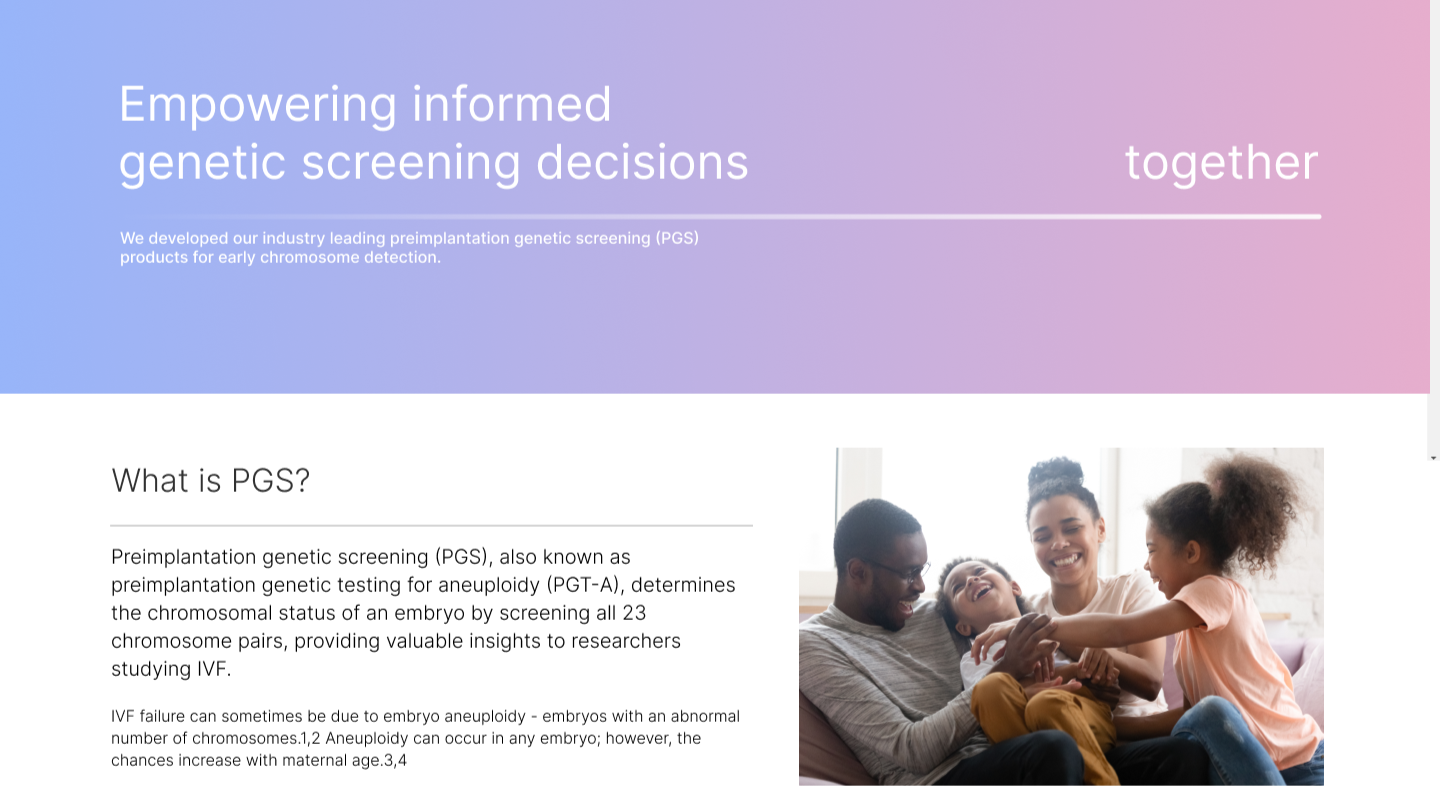 Empowering informed
genetic screening decisions
together
We developed our industry leading preimplantation genetic screening (PGS)
products for early chromosome detection.
What is PGS?
Preimplantation genetic screening (PGS), also known as
preimplantation genetic testing for aneuploidy (PGT-A), determines
the chromosomal status of an embryo by screening all 23
chromosome pairs, providing valuable insights to researchers
studying IVF.
IVF failure can sometimes be due to embryo aneuploidy - embryos with an abnormal
number of chromosomes.1,2 Aneuploidy can occur in any embryo; however, the
chances increase with maternal age.3,4